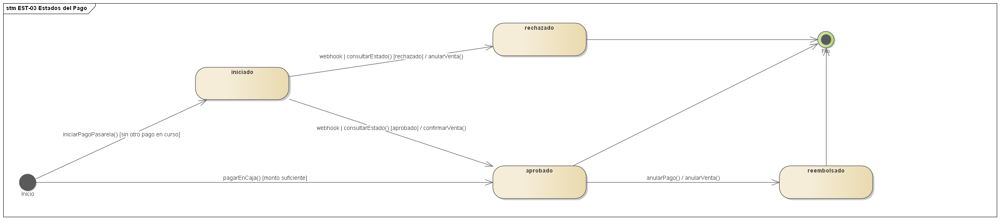 stm EST-03 Estados del Pago
rechazado
Fin
webhook | consultarEstado() [rechazado] / anularVenta()
iniciado
webhook | consultarEstado() [aprobado] / confirmarVenta()
iniciarPagoPasarela() [sin otro pago en curso]
aprobado
reembolsado
pagarEnCaja() [monto suficiente]
anularPago() / anularVenta()
Inicio